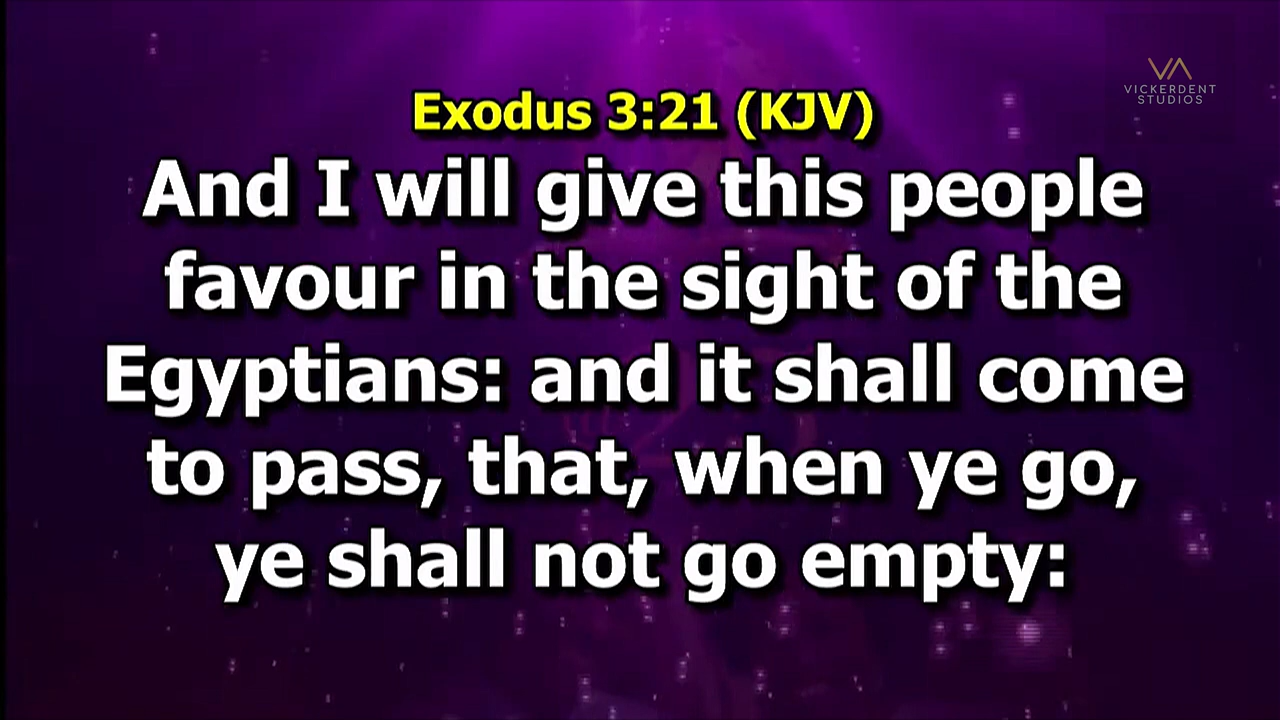 VICKERDENT
STUDIOS
Exodus 3:21 (KJV)
And I will give this people
favour in the sight of the
Egyptians: and it shall come
to pass, that, when ye go,
ye shall not go empty: